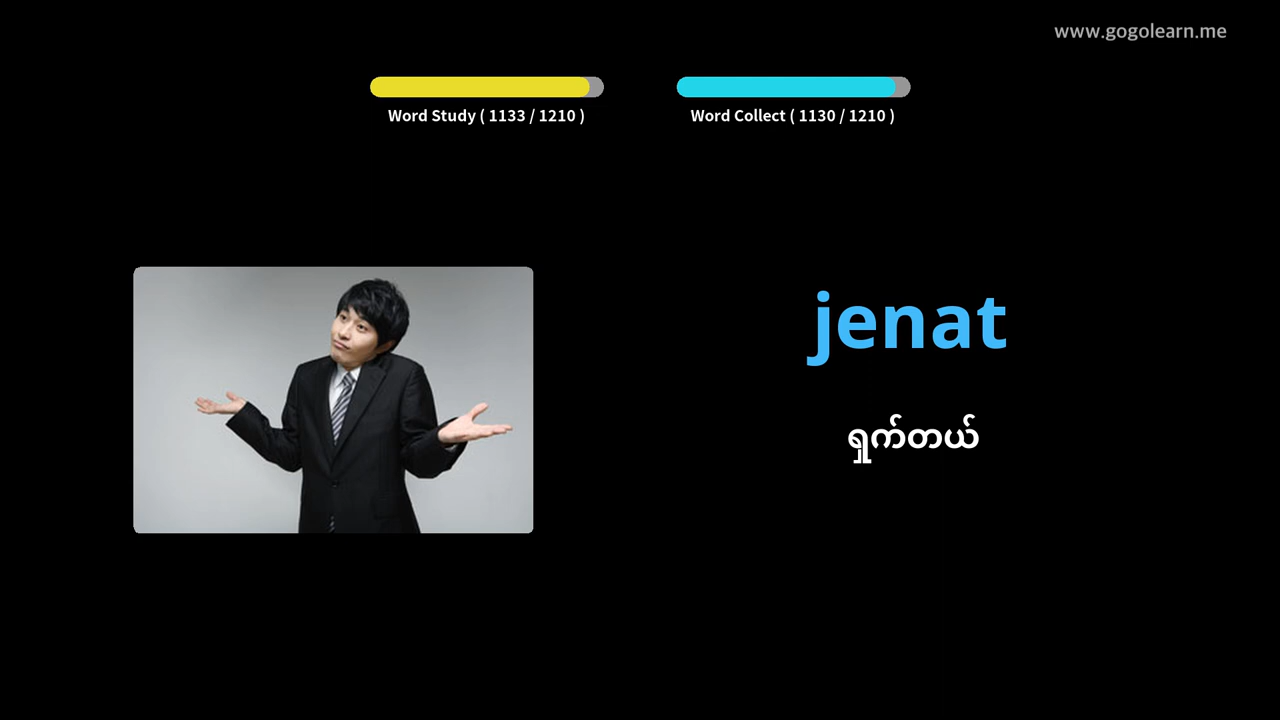 www.gogolearn.me
Word Study ( 1133 / 1210 )
Word Collect ( 1130 / 1210 )
jenat
ရှက်တယ်